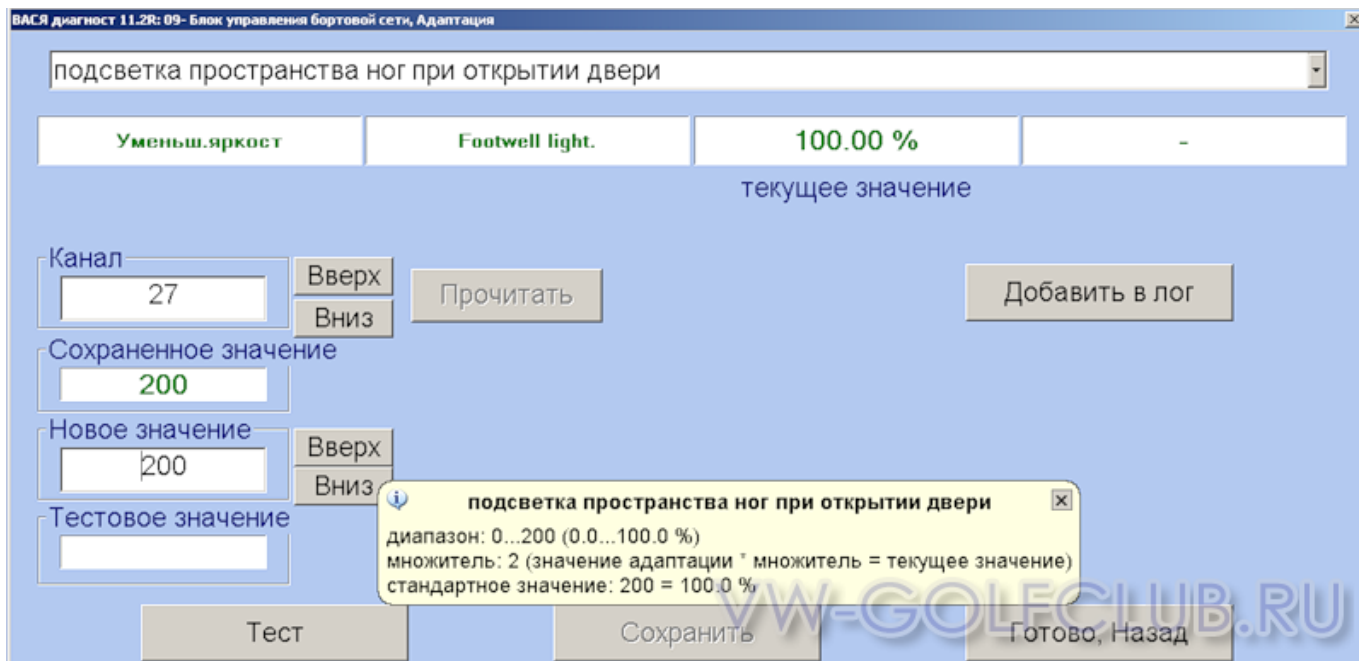 ВАСЯ диагност 11.2R: 09- Блок управления бортовой сети, Адаптация
подсветка пространства ног при открытии двери
Уменьш.яркост Footwell light. 100.00 % -
текущее значение
Канал
27
Вверх
Вниз
Прочитать
Добавить в лог
Сохраненное значение
200
Новое значение
200
Вверх
Вниз
Тестовое значение
подсветка пространства ног при открытии двери
диапазон: 0...200 (0.0...100.0 %)
множитель: 2 (значение адаптации * множитель = текущее значение)
стандартное значение: 200 = 100.0 %
VW-GOLFCLUB.RU
Тест
Сохранить
Готово, Назад